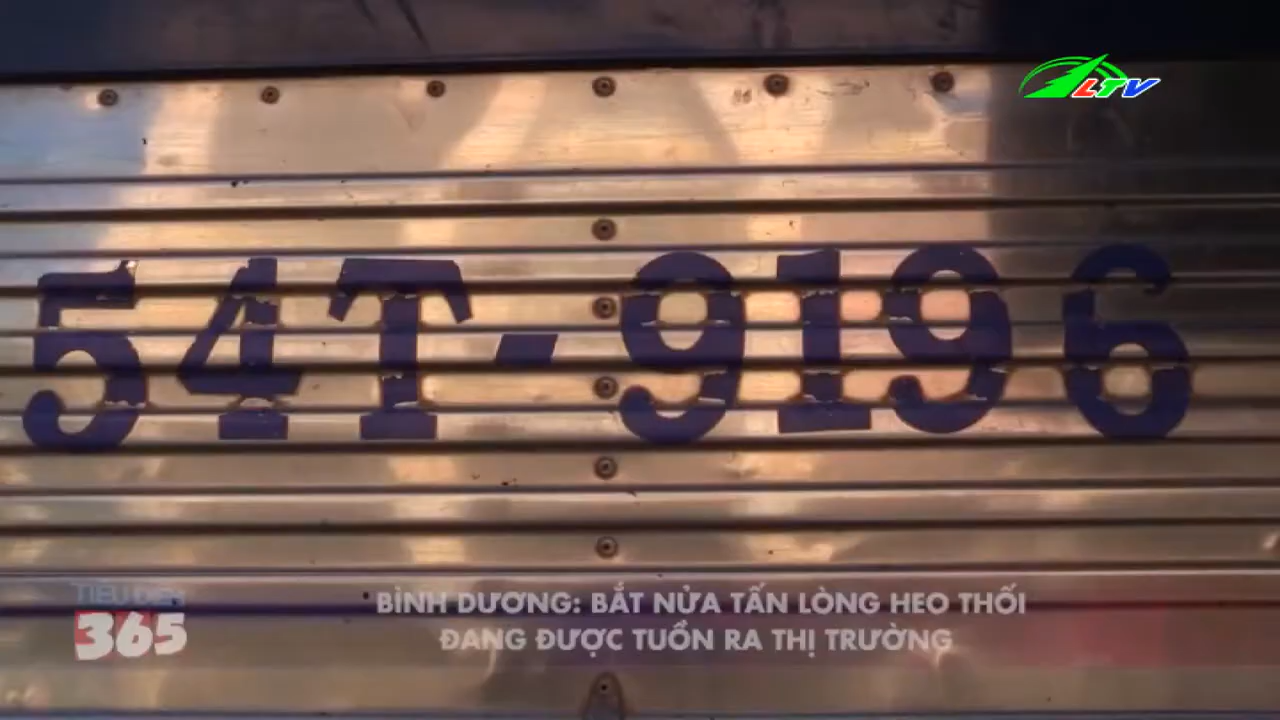 LTV
54T-9196
TIÊU ĐIỂM
365
BÌNH DƯƠNG: BẮT NỬA TẤN LÒNG HEO THỐI
ĐANG ĐƯỢC TUỒN RA THỊ TRƯỜNG